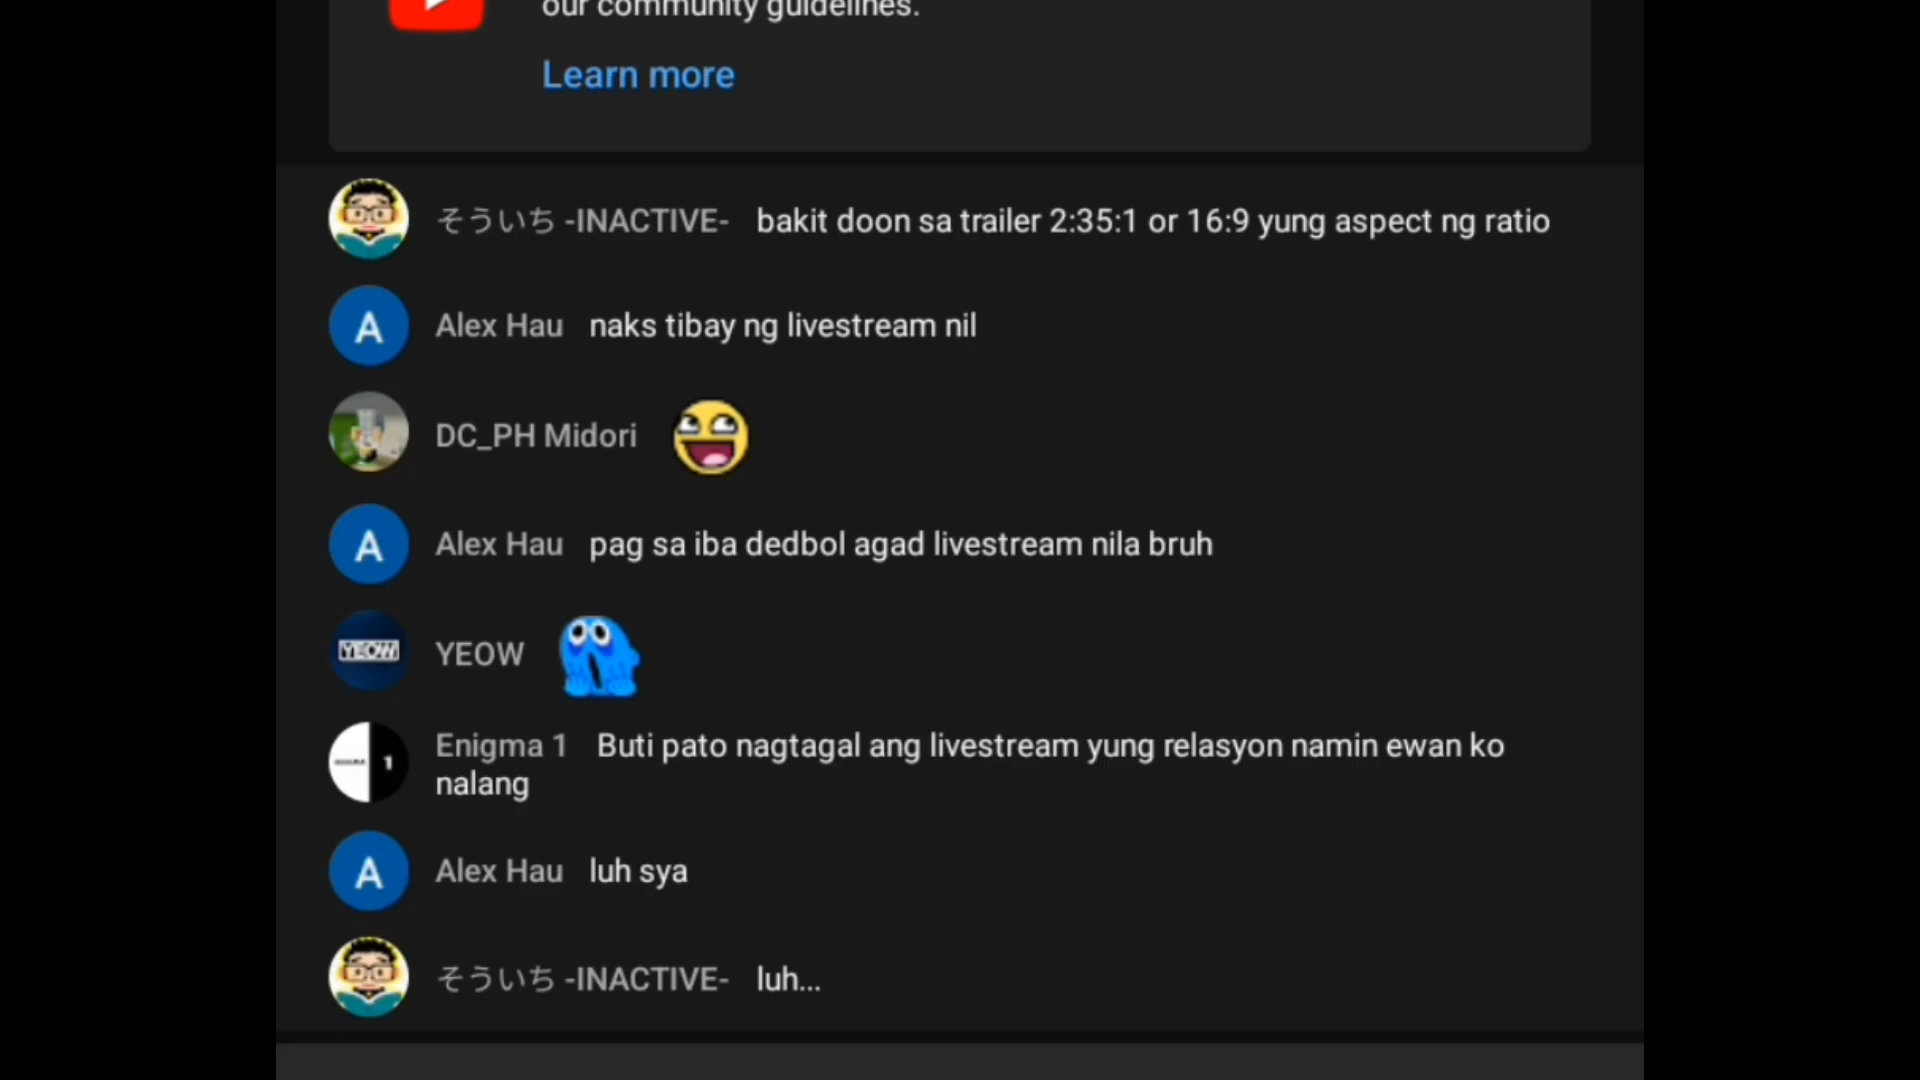 our community guidelines.
Learn more
そういち -INACTIVE- bakit doon sa trailer 2:35:1 or 16:9 yung aspect ng ratio
A Alex Hau naks tibay ng livestream nil
DC_PH Midori
A Alex Hau pag sa iba dedbol agad livestream nila bruh
YEOW YEOW
1 Enigma 1 Buti pato nagtagal ang livestream yung relasyon namin ewan ko
nalang
A Alex Hau luh sya
そういち -INACTIVE- luh...